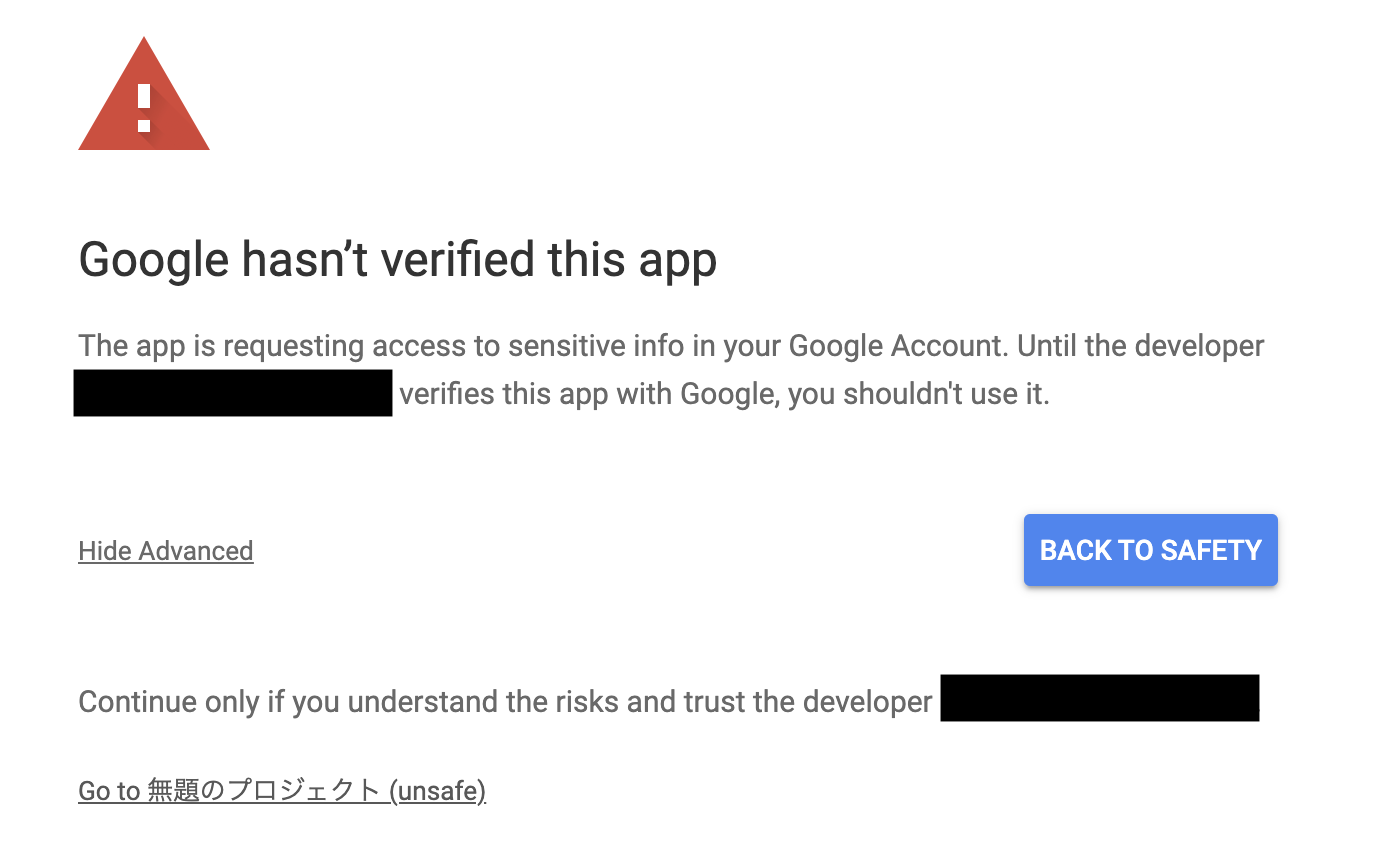 Google hasn’t verified this app
The app is requesting access to sensitive info in your Google Account. Until the developer
verifies this app with Google, you shouldn't use it.
Hide Advanced
BACK TO SAFETY
Continue only if you understand the risks and trust the developer
Go to 無題のプロジェクト (unsafe)